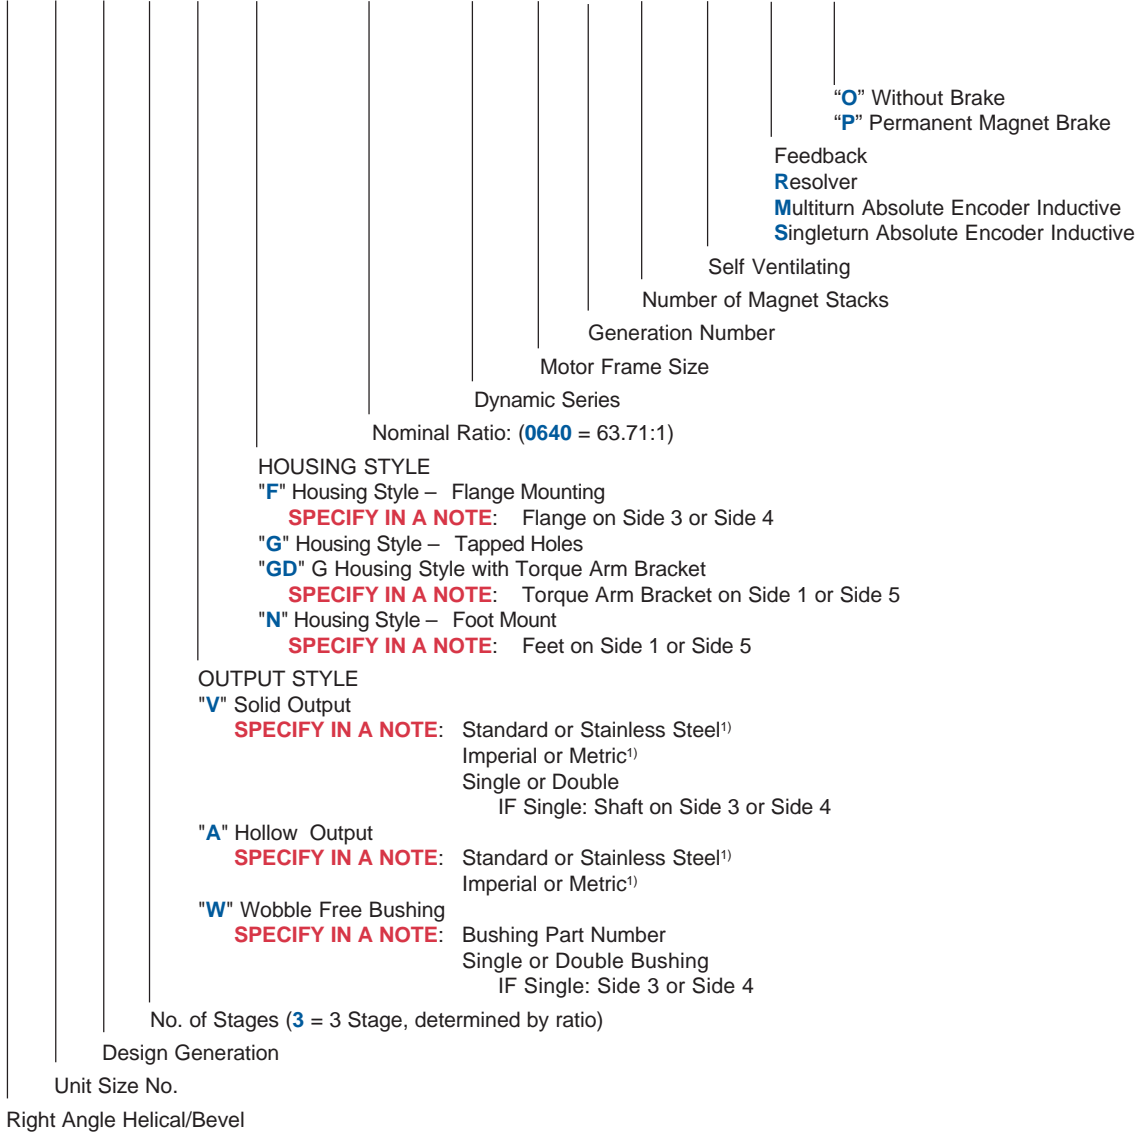 “O” Without Brake
“P” Permanent Magnet Brake
Feedback
Resolver
Multiturn Absolute Encoder Inductive
Singleturn Absolute Encoder Inductive
Self Ventilating
Number of Magnet Stacks
Generation Number
Motor Frame Size
Dynamic Series
Nominal Ratio: (0640 = 63.71:1)
HOUSING STYLE
"F" Housing Style – Flange Mounting
SPECIFY IN A NOTE: Flange on Side 3 or Side 4
"G" Housing Style – Tapped Holes
"GD" G Housing Style with Torque Arm Bracket
SPECIFY IN A NOTE: Torque Arm Bracket on Side 1 or Side 5
"N" Housing Style – Foot Mount
SPECIFY IN A NOTE: Feet on Side 1 or Side 5
OUTPUT STYLE
"V" Solid Output
SPECIFY IN A NOTE: Standard or Stainless Steel1)
Imperial or Metric1)
Single or Double
IF Single: Shaft on Side 3 or Side 4
"A" Hollow Output
SPECIFY IN A NOTE: Standard or Stainless Steel1)
Imperial or Metric1)
"W" Wobble Free Bushing
SPECIFY IN A NOTE: Bushing Part Number
Single or Double Bushing
IF Single: Side 3 or Side 4
No. of Stages (3 = 3 Stage, determined by ratio)
Design Generation
Unit Size No.
Right Angle Helical/Bevel